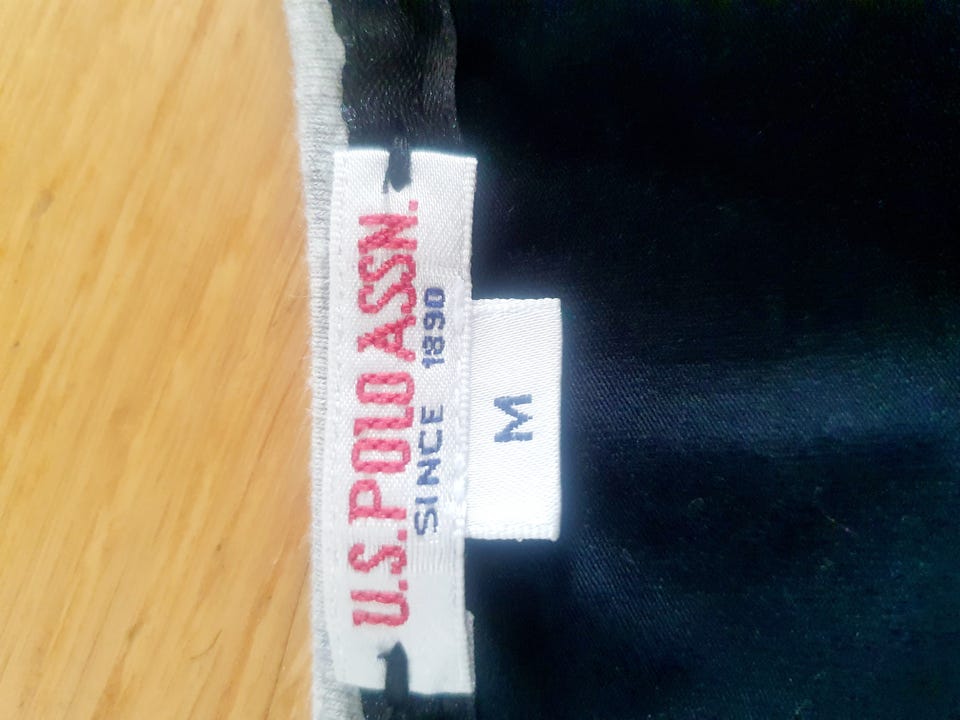 U.S.POLO ASSN.
SINCE 1890
M